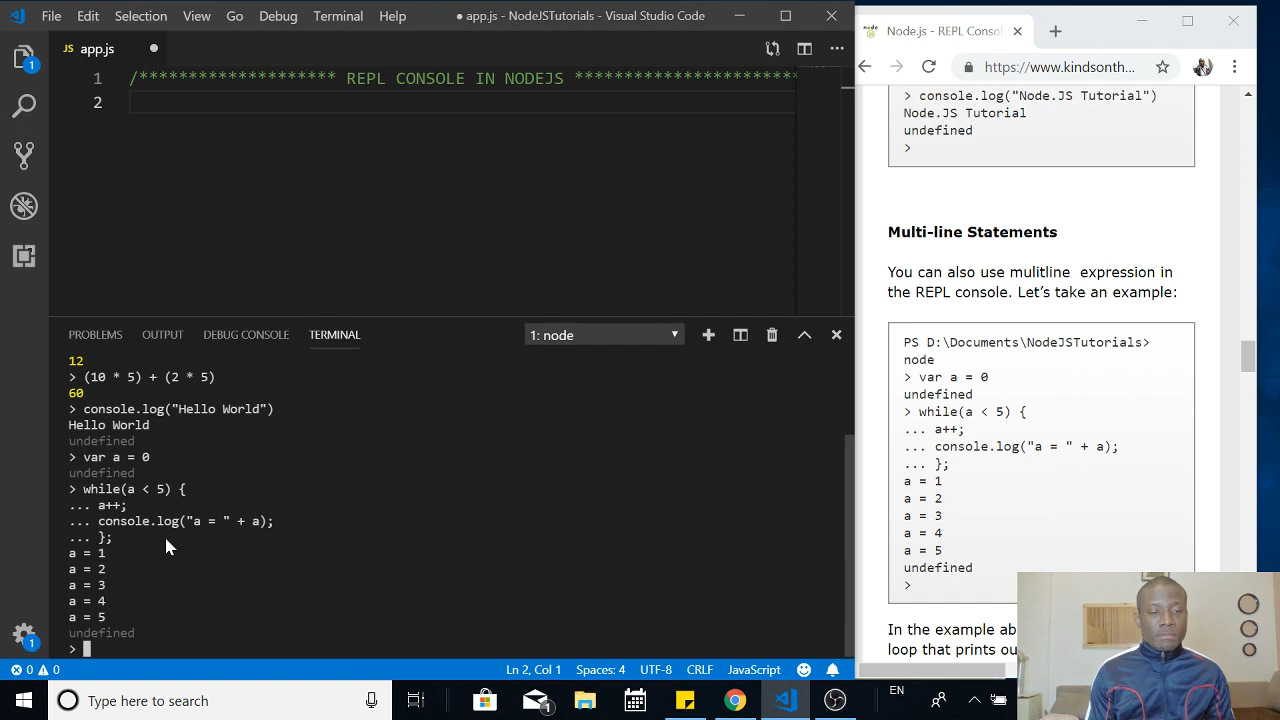 File Edit Selection View Go Debug Terminal Help ● app.js - NodeJSTutorials - Visual Studio Code
JS app.js ●
1 /******************** REPL CONSOLE IN NODEJS ***********************
2
PROBLEMS OUTPUT DEBUG CONSOLE TERMINAL 1: node
12
> (10 * 5) + (2 * 5)
60
> console.log("Hello World")
Hello World
undefined
> var a = 0
undefined
> while(a < 5) {
... a++;
... console.log("a = " + a);
... };
a = 1
a = 2
a = 3
a = 4
a = 5
undefined
>
0 0 Ln 2, Col 1 Spaces: 4 UTF-8 CRLF JavaScript
1
1
Node.js - REPL Conso
https://www.kindsonth...
> console.log("Node.JS Tutorial")
Node.JS Tutorial
undefined
>
Multi-line Statements
You can also use mulitline expression in
the REPL console. Let's take an example:
PS D:\Documents\NodeJSTutorials>
node
> var a = 0
undefined
> while(a < 5) {
... a++;
... console.log("a = " + a);
... };
a = 1
a = 2
a = 3
a = 4
a = 5
undefined
>
In the example ab
loop that prints ou
Type here to search
1
EN